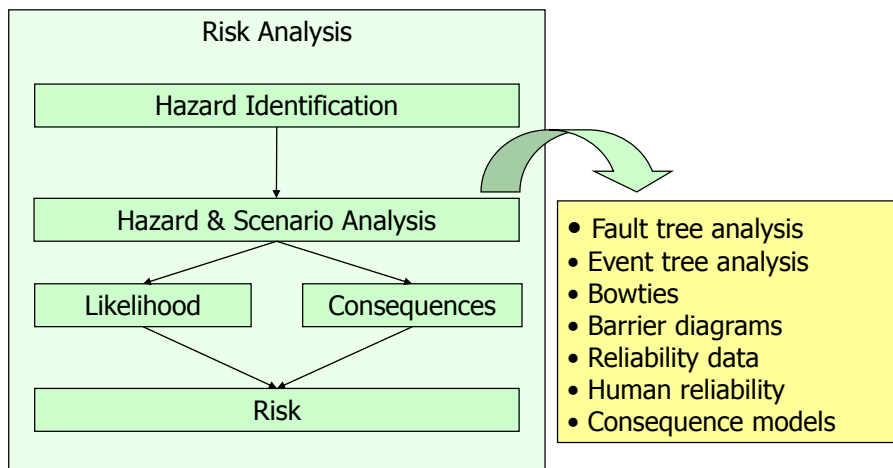 Risk Analysis
Hazard Identification
Hazard & Scenario Analysis
Likelihood
Consequences
Risk
• Fault tree analysis
• Event tree analysis
• Bowties
• Barrier diagrams
• Reliability data
• Human reliability
• Consequence models